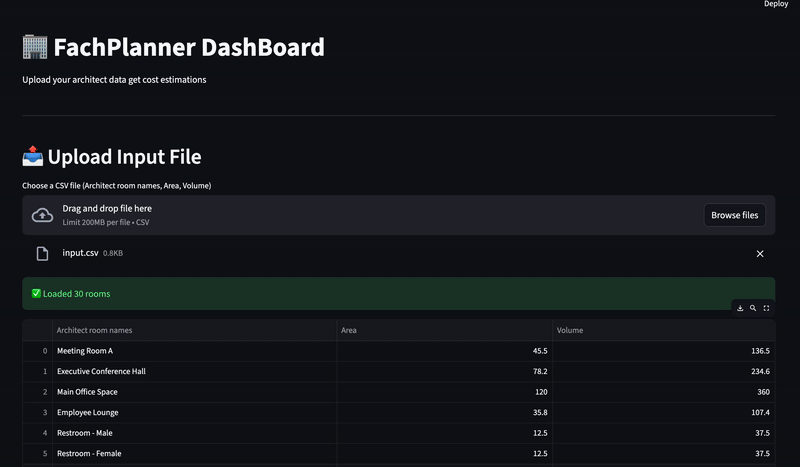 Deploy
FachPlanner DashBoard
Upload your architect data get cost estimations
Upload Input File
Choose a CSV file (Architect room names, Area, Volume)
Drag and drop file here
Limit 200MB per file • CSV
Browse files
input.csv 0.8KB
Loaded 30 rooms
Architect room names Area Volume
0 Meeting Room A 45.5 136.5
1 Executive Conference Hall 78.2 234.6
2 Main Office Space 120 360
3 Employee Lounge 35.8 107.4
4 Restroom - Male 12.5 37.5
5 Restroom - Female 12.5 37.5